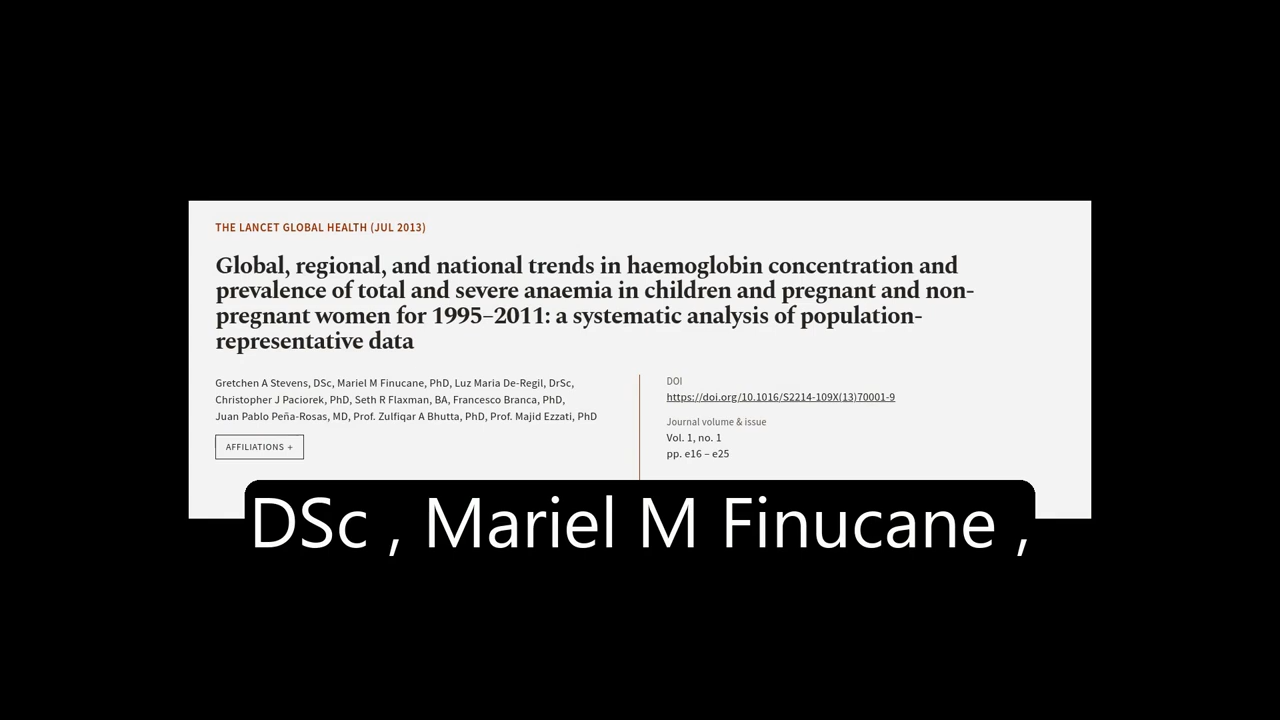 THE LANCET GLOBAL HEALTH (JUL 2013)
Global, regional, and national trends in haemoglobin concentration and
prevalence of total and severe anaemia in children and pregnant and non-
pregnant women for 1995–2011: a systematic analysis of population-
representative data
Gretchen A Stevens, DSc, Mariel M Finucane, PhD, Luz Maria De-Regil, DrSc,
Christopher J Paciorek, PhD, Seth R Flaxman, BA, Francesco Branca, PhD,
Juan Pablo Peña-Rosas, MD, Prof. Zulfiqar A Bhutta, PhD, Prof. Majid Ezzati, PhD
AFFILIATIONS +
DOI
https://doi.org/10.1016/S2214-109X(13)70001-9
Journal volume & issue
Vol. 1, no. 1
pp. e16 – e25
DSc , Mariel M Finucane ,